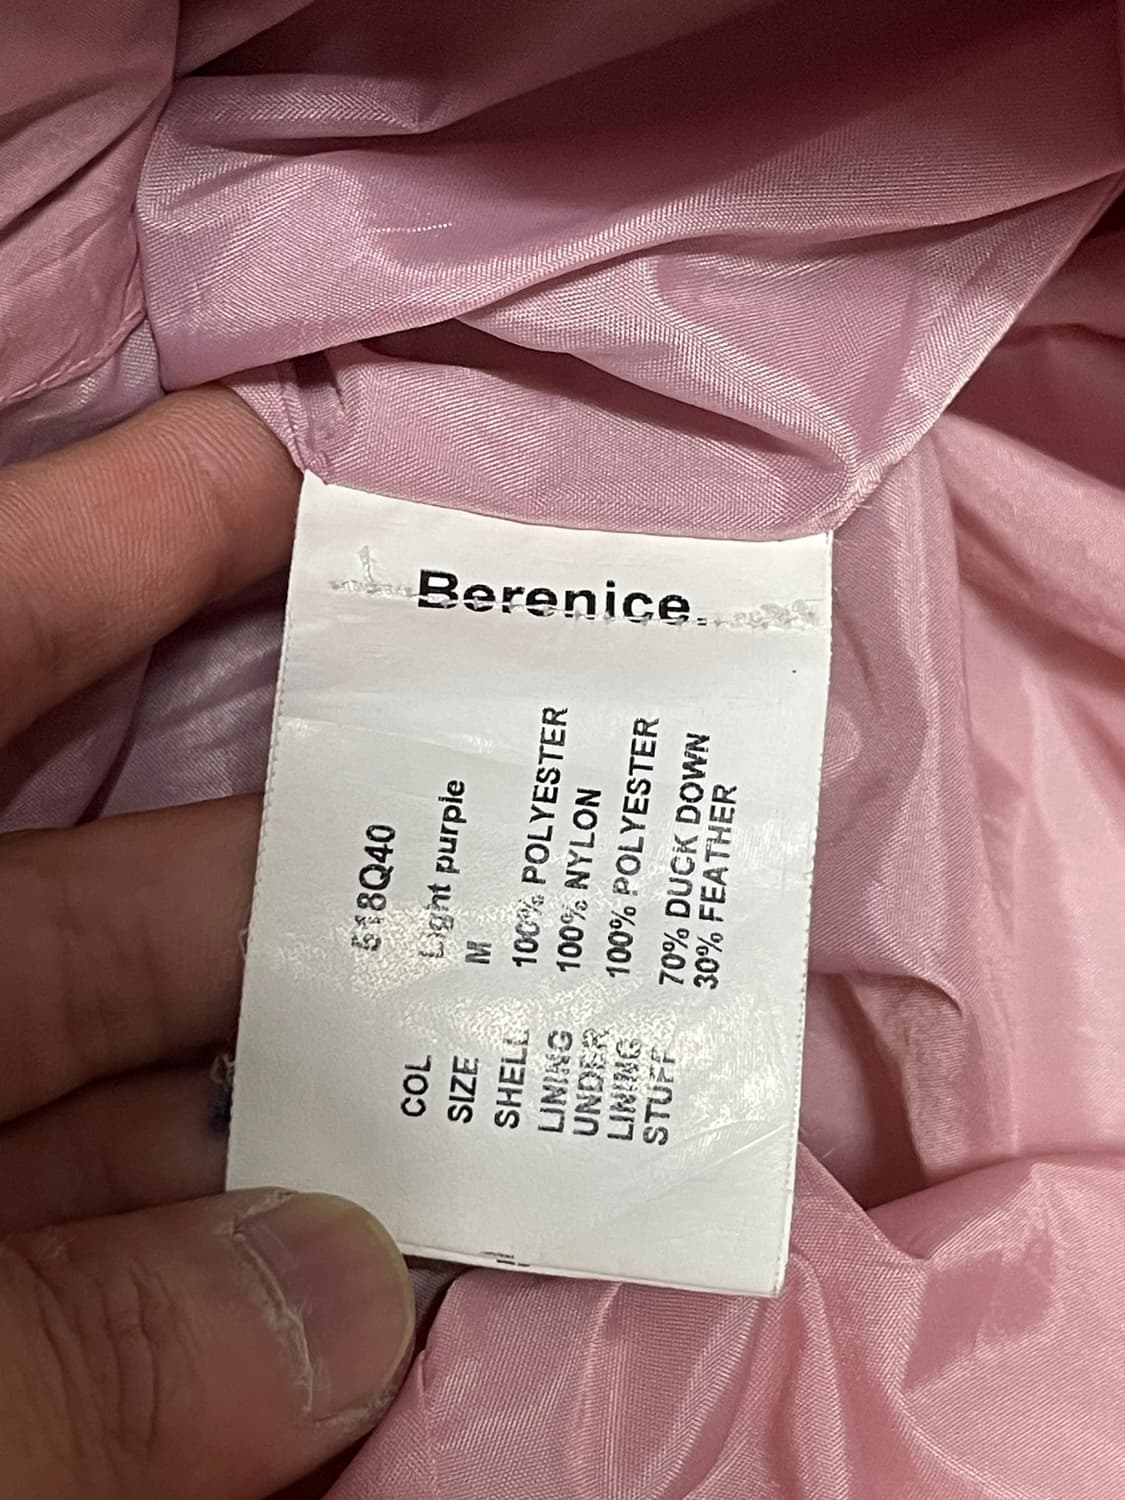 Berenice.
518Q40
COL Light purple
SIZE M
SHELL 100% POLYESTER
LINING 100% NYLON
UNDER
LINING 100% POLYESTER
STUFF 70% DUCK DOWN
30% FEATHER